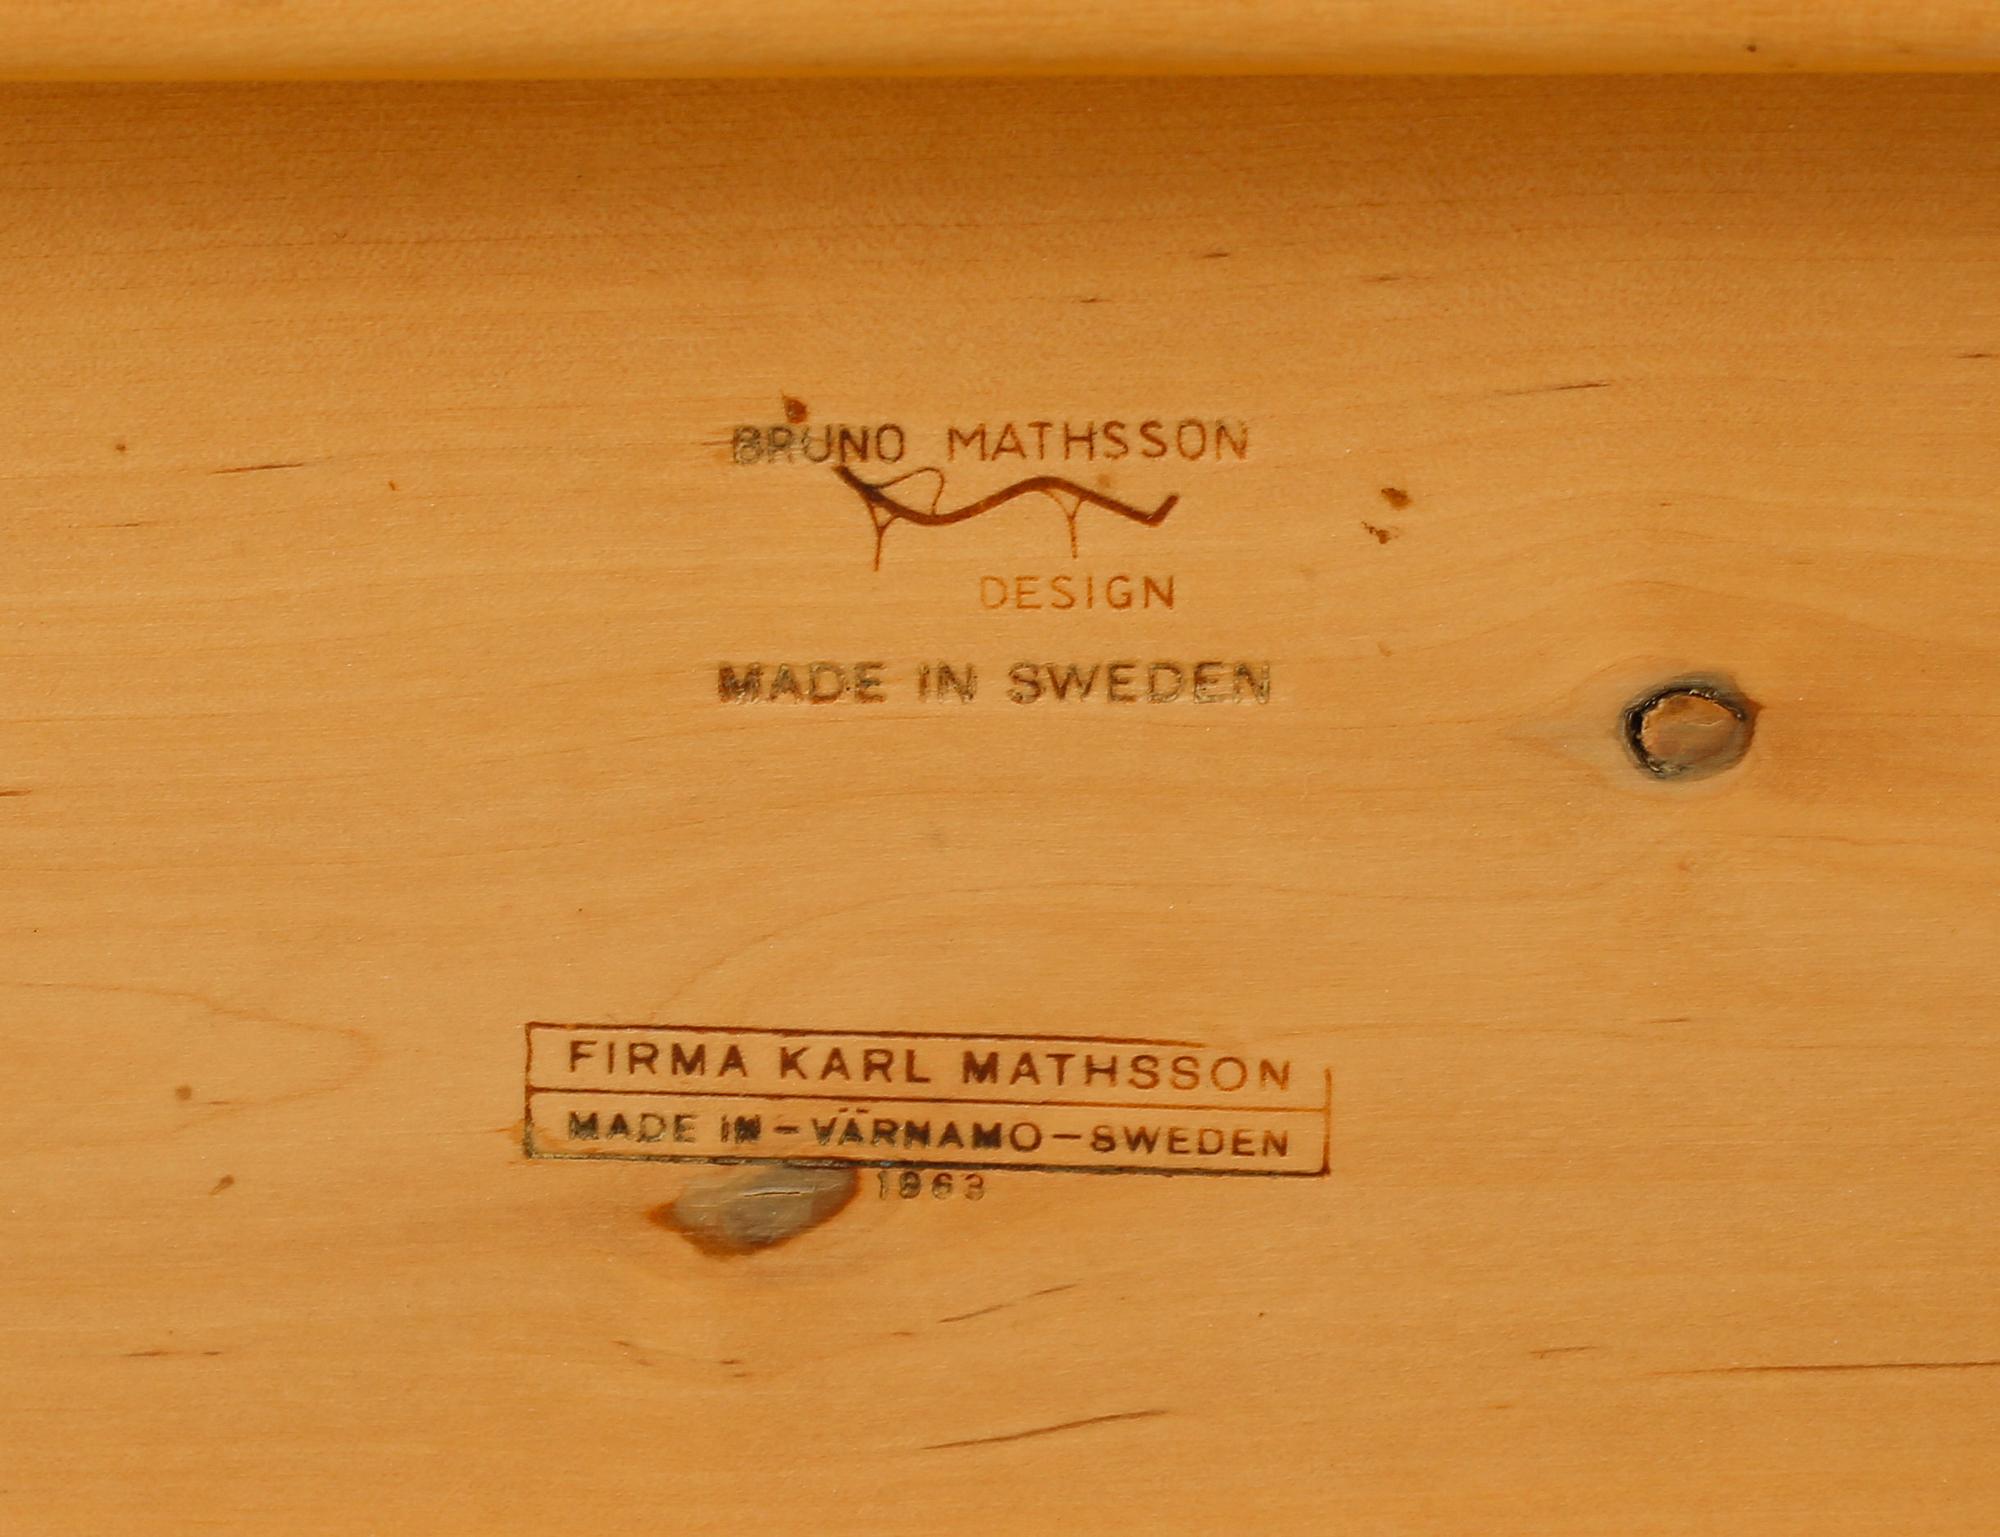 BRUNO MATHSSON
DESIGN
MADE IN SWEDEN
FIRMA KARL MATHSSON
MADE IN-VÄRNAMO-SWEDEN
1963